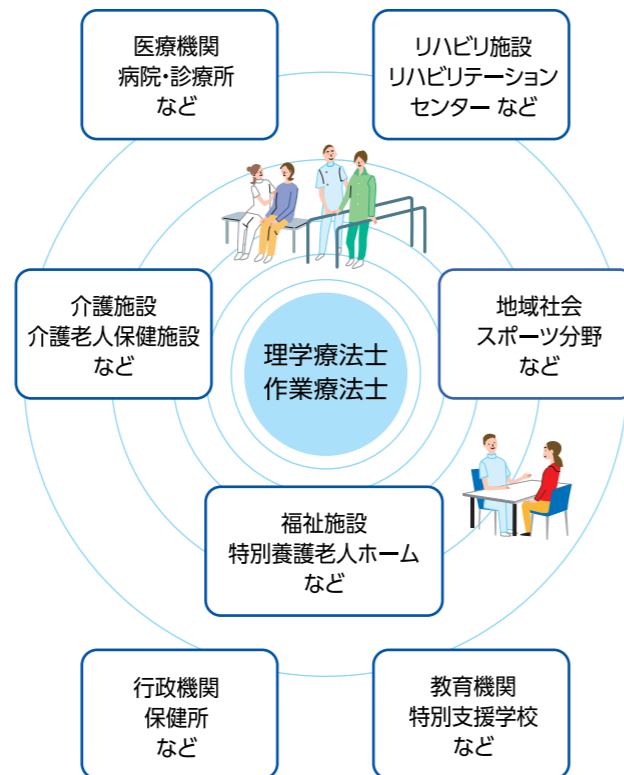 医療機関
病院・診療所
など
リハビリ施設
リハビリテーション
センター など
介護施設
介護老人保健施設
など
理学療法士
作業療法士
地域社会
スポーツ分野
など
福祉施設
特別養護老人ホーム
など
行政機関
保健所
など
教育機関
特別支援学校
など